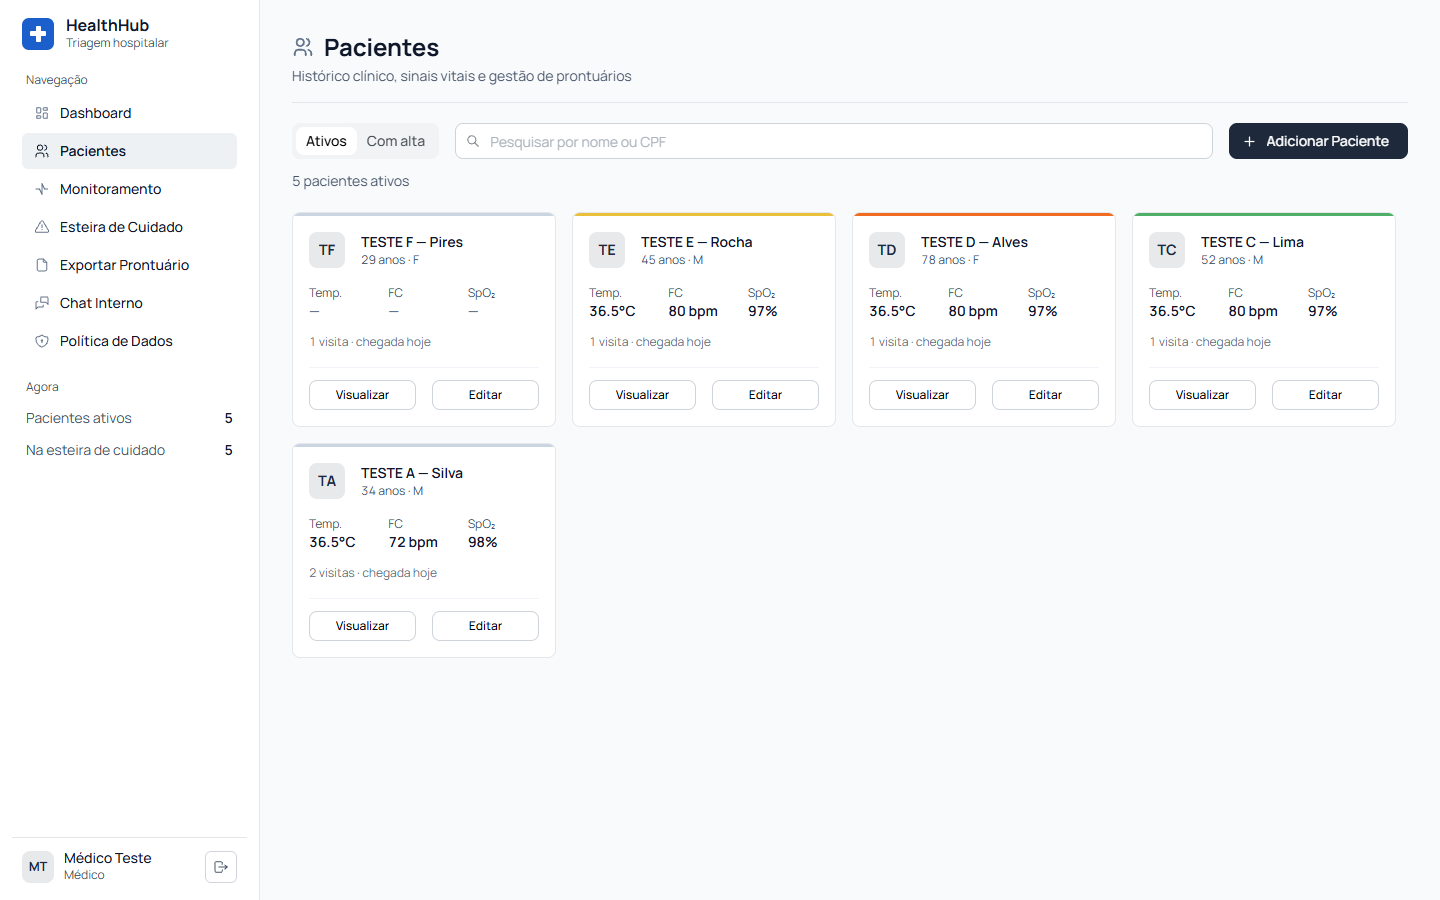 HealthHub
Triagem hospitalar
Navegação
Dashboard
Pacientes
Monitoramento
Esteira de Cuidado
Exportar Prontuário
Chat Interno
Política de Dados
Agora
Pacientes ativos 5
Na esteira de cuidado 5
MT
Médico Teste
Médico
Pacientes
Histórico clínico, sinais vitais e gestão de prontuários
Ativos Com alta
Pesquisar por nome ou CPF
Adicionar Paciente
5 pacientes ativos
TF
TESTE F — Pires
29 anos · F
Temp. FC SpO₂
— — —
1 visita · chegada hoje
Visualizar Editar
TE
TESTE E — Rocha
45 anos · M
Temp. FC SpO₂
36.5°C 80 bpm 97%
1 visita · chegada hoje
Visualizar Editar
TD
TESTE D — Alves
78 anos · F
Temp. FC SpO₂
36.5°C 80 bpm 97%
1 visita · chegada hoje
Visualizar Editar
TC
TESTE C — Lima
52 anos · M
Temp. FC SpO₂
36.5°C 80 bpm 97%
1 visita · chegada hoje
Visualizar Editar
TA
TESTE A — Silva
34 anos · M
Temp. FC SpO₂
36.5°C 72 bpm 98%
2 visitas · chegada hoje
Visualizar Editar